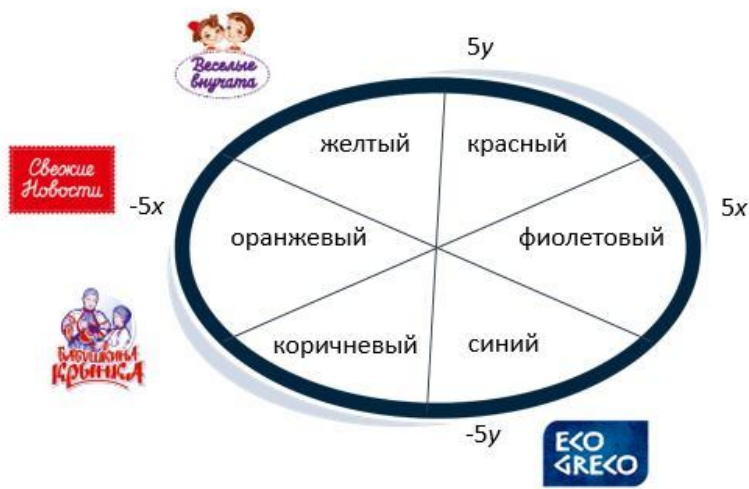 5y
Веселые
внучата
желтый
красный
Свежие
Новости
-5x
5x
оранжевый
фиолетовый
БАБУШКИНА
КРЫНКА
коричневый
синий
-5y
ECO
GRECO